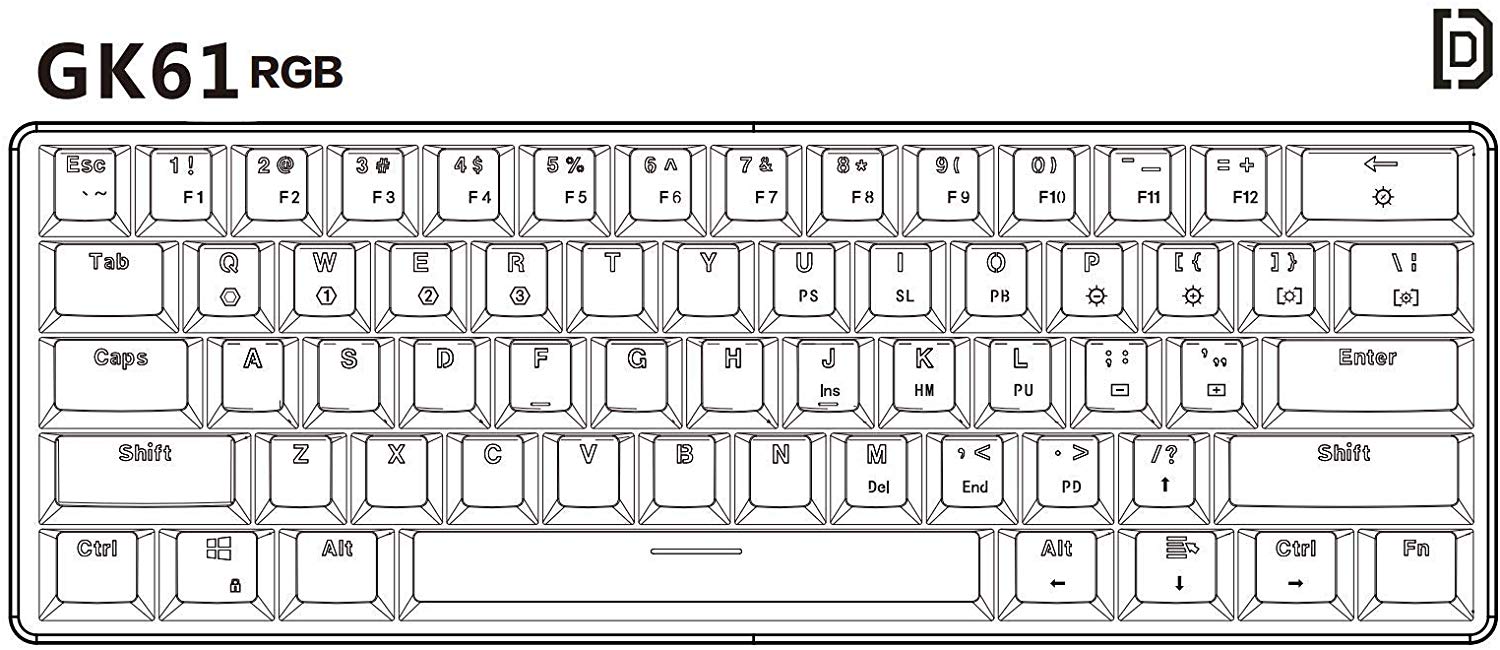 GK61 RGB
D
Esc 1 ! 2 @ 3 # 4 $ 5 % 6 ^ 7 & 8 * 9 ( 0 ) - _ = + ←
` ~ F1 F2 F3 F4 F5 F6 F7 F8 F9 F10 F11 F12
Tab Q W E R T Y U I O P [ { ] } \ ¦
1 2 3 PS SL PB
Caps A S D F G H J K L ; : ' ,, Enter
Ins HM PU - +
Shift Z X C V B N M , < . > / ? Shift
Del End PD ↑
Ctrl Alt Alt Ctrl Fn
← ↓ →